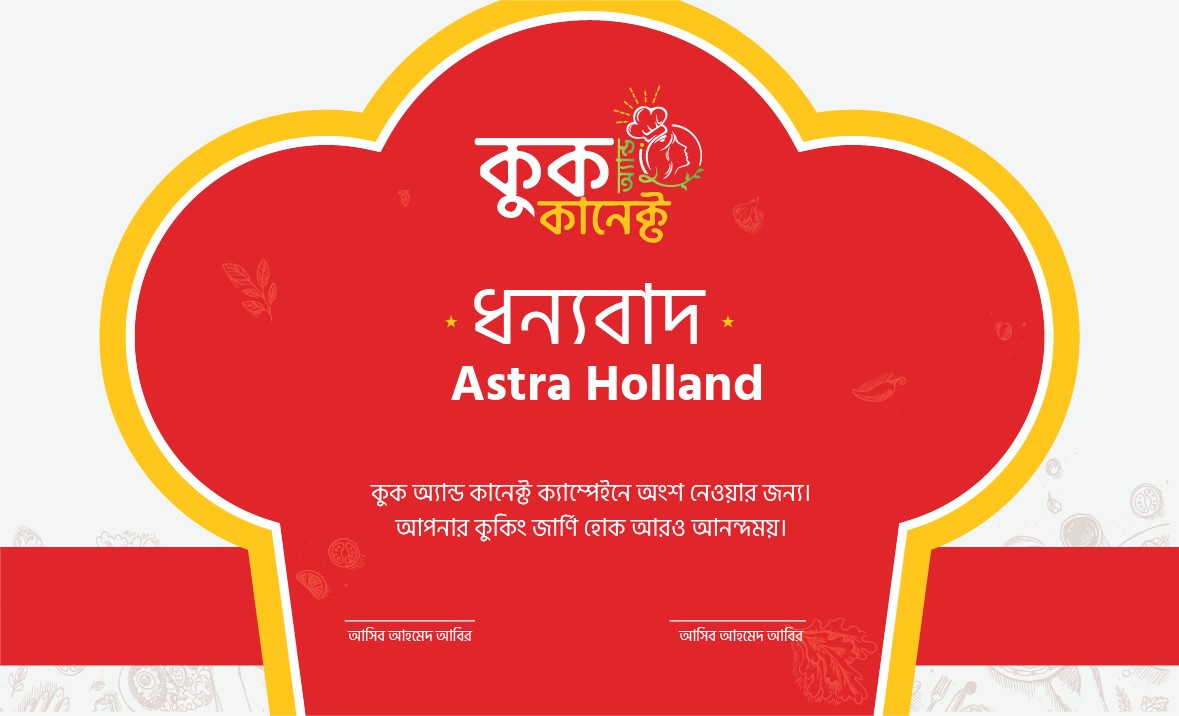 কুক অ্যান্ড
কানেক্ট
ধন্যবাদ
Astra Holland
কুক অ্যান্ড কানেক্ট ক্যাম্পেইনে অংশ নেওয়ার জন্য।
আপনার কুকিং জার্ণি হোক আরও আনন্দময়।
আসিব আহমেদ আবির
আসিব আহমেদ আবির